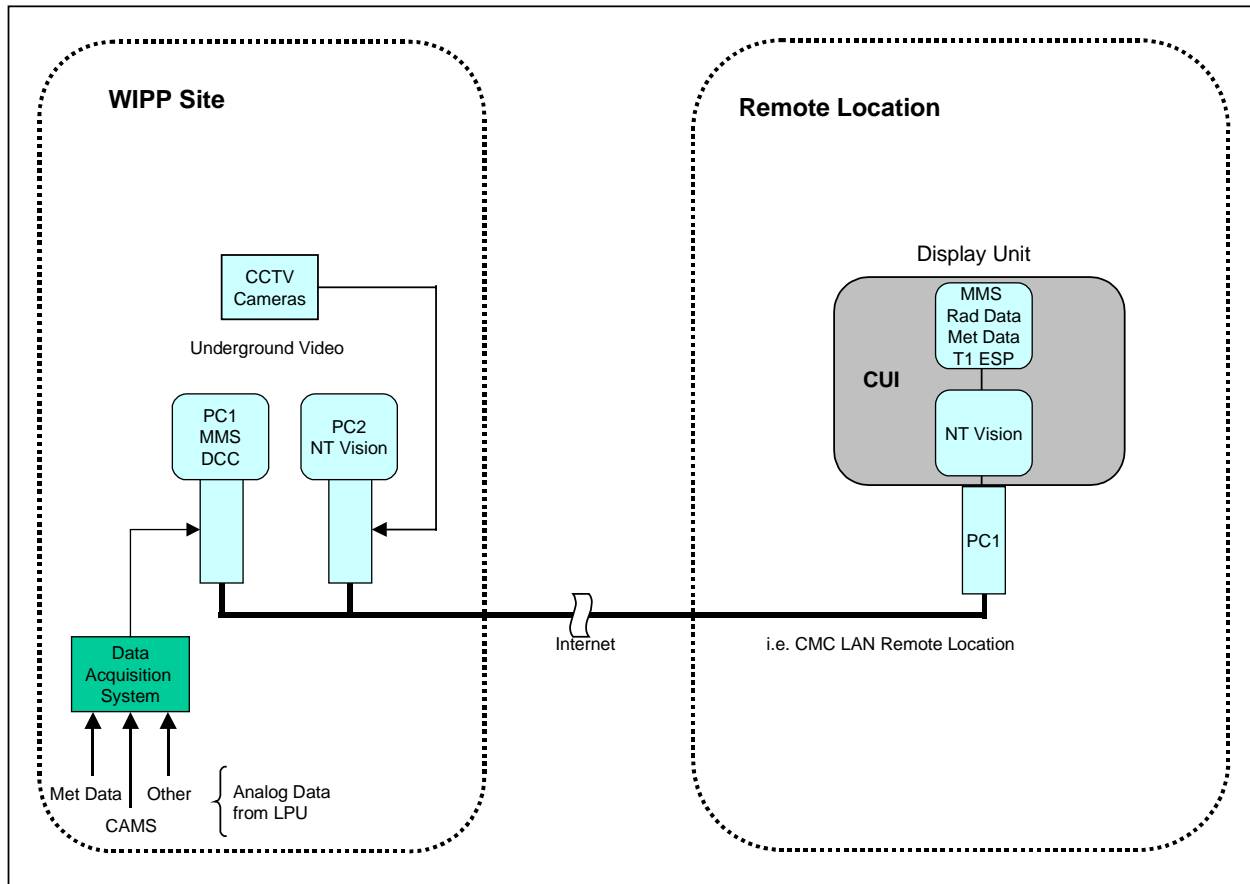 WIPP Site
Remote Location
CCTV
Cameras
Underground Video
PC1
MMS
DCC
PC2
NT Vision
Data
Acquisition
System
Met Data
CAMS
Other
Analog Data
from LPU
Internet
Display Unit
MMS
Rad Data
Met Data
T1 ESP
CUI
NT Vision
PC1
i.e. CMC LAN Remote Location